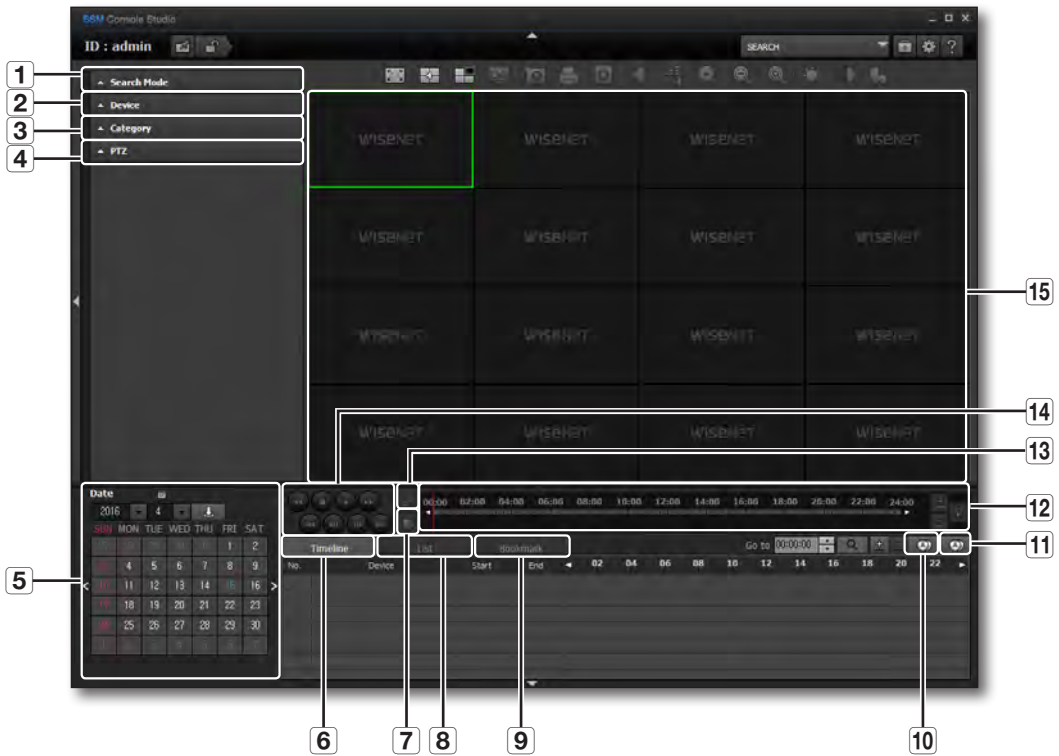 SSM Console Studio
ID : admin
SEARCH
?
1
Search Mode
2
Device
3
Category
4
PTZ
WISENET WISENET WISENET WISENET
WISENET WISENET WISENET WISENET
WISENET WISENET WISENET WISENET
WISENET WISENET WISENET WISENET
15
14
13
12
11
Date
2016 4
SUN MON TUE WED THU FRI SAT
1 2
3 4 5 6 7 8 9
10 11 12 13 14 15 16
17 18 19 20 21 22 23
24 25 26 27 28 29 30
5
00:00 02:00 04:00 06:00 08:00 10:00 12:00 14:00 16:00 18:00 20:00 22:00 24:00
Timeline List Bookmark
Go to 00:00:00
No. Device Start End 02 04 06 08 10 12 14 16 18 20 22
6 7 8 9 10